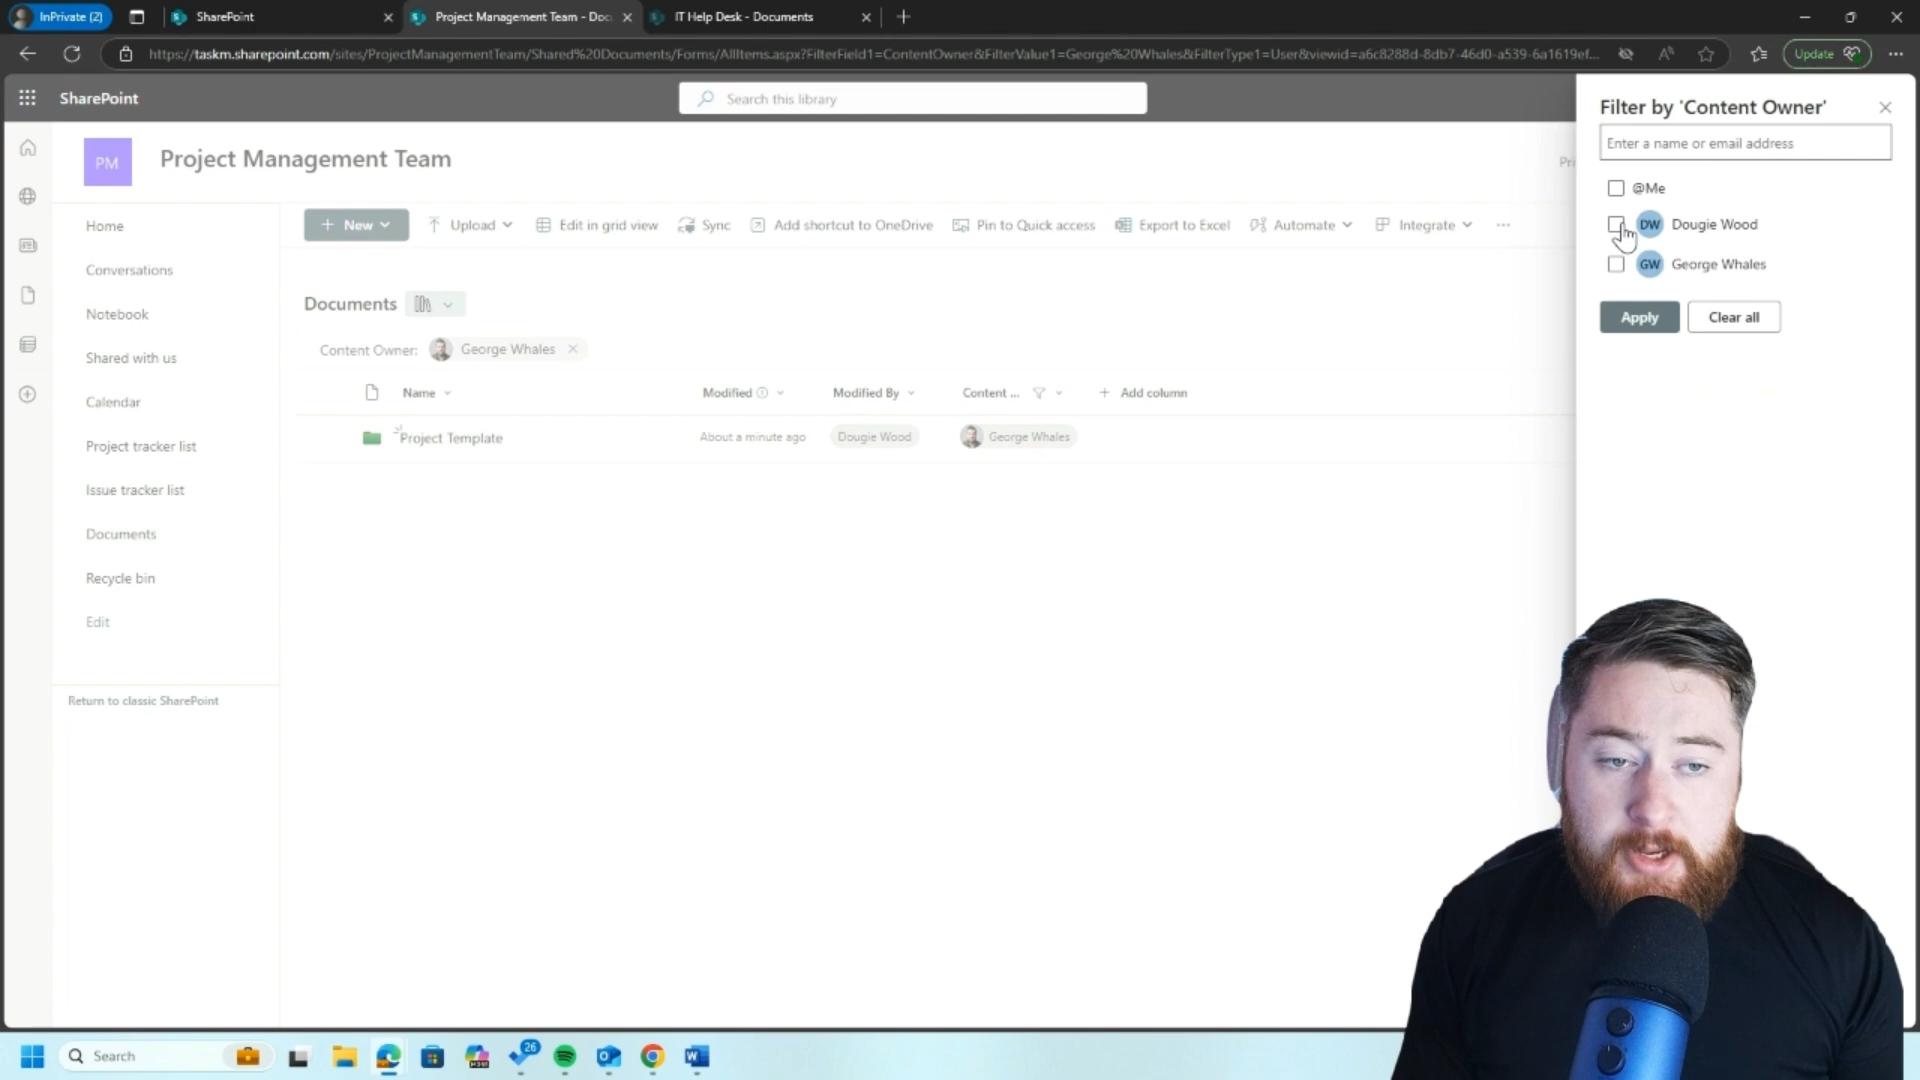 InPrivate (2)
SharePoint
Project Management Team - Doc
IT Help Desk - Documents
https://taskm.sharepoint.com/sites/ProjectManagementTeam/Shared%20Documents/Forms/AllItems.aspx?FilterField1=ContentOwner&FilterValue1=George%20Whales&FilterType1=User&viewid=a6c8288d-8db7-46d0-a539-6a1619ef...
Update
SharePoint
Search this library
PM
Project Management Team
Home
Conversations
Notebook
Shared with us
Calendar
Project tracker list
Issue tracker list
Documents
Recycle bin
Edit
Return to classic SharePoint
New
Upload
Edit in grid view
Sync
Add shortcut to OneDrive
Pin to Quick access
Export to Excel
Automate
Integrate
Documents
Content Owner:
George Whales
Name
Modified
Modified By
Content ...
Add column
Project Template
About a minute ago
Dougie Wood
George Whales
Filter by 'Content Owner'
Enter a name or email address
@Me
DW
Dougie Wood
GW
George Whales
Apply
Clear all
Search
26